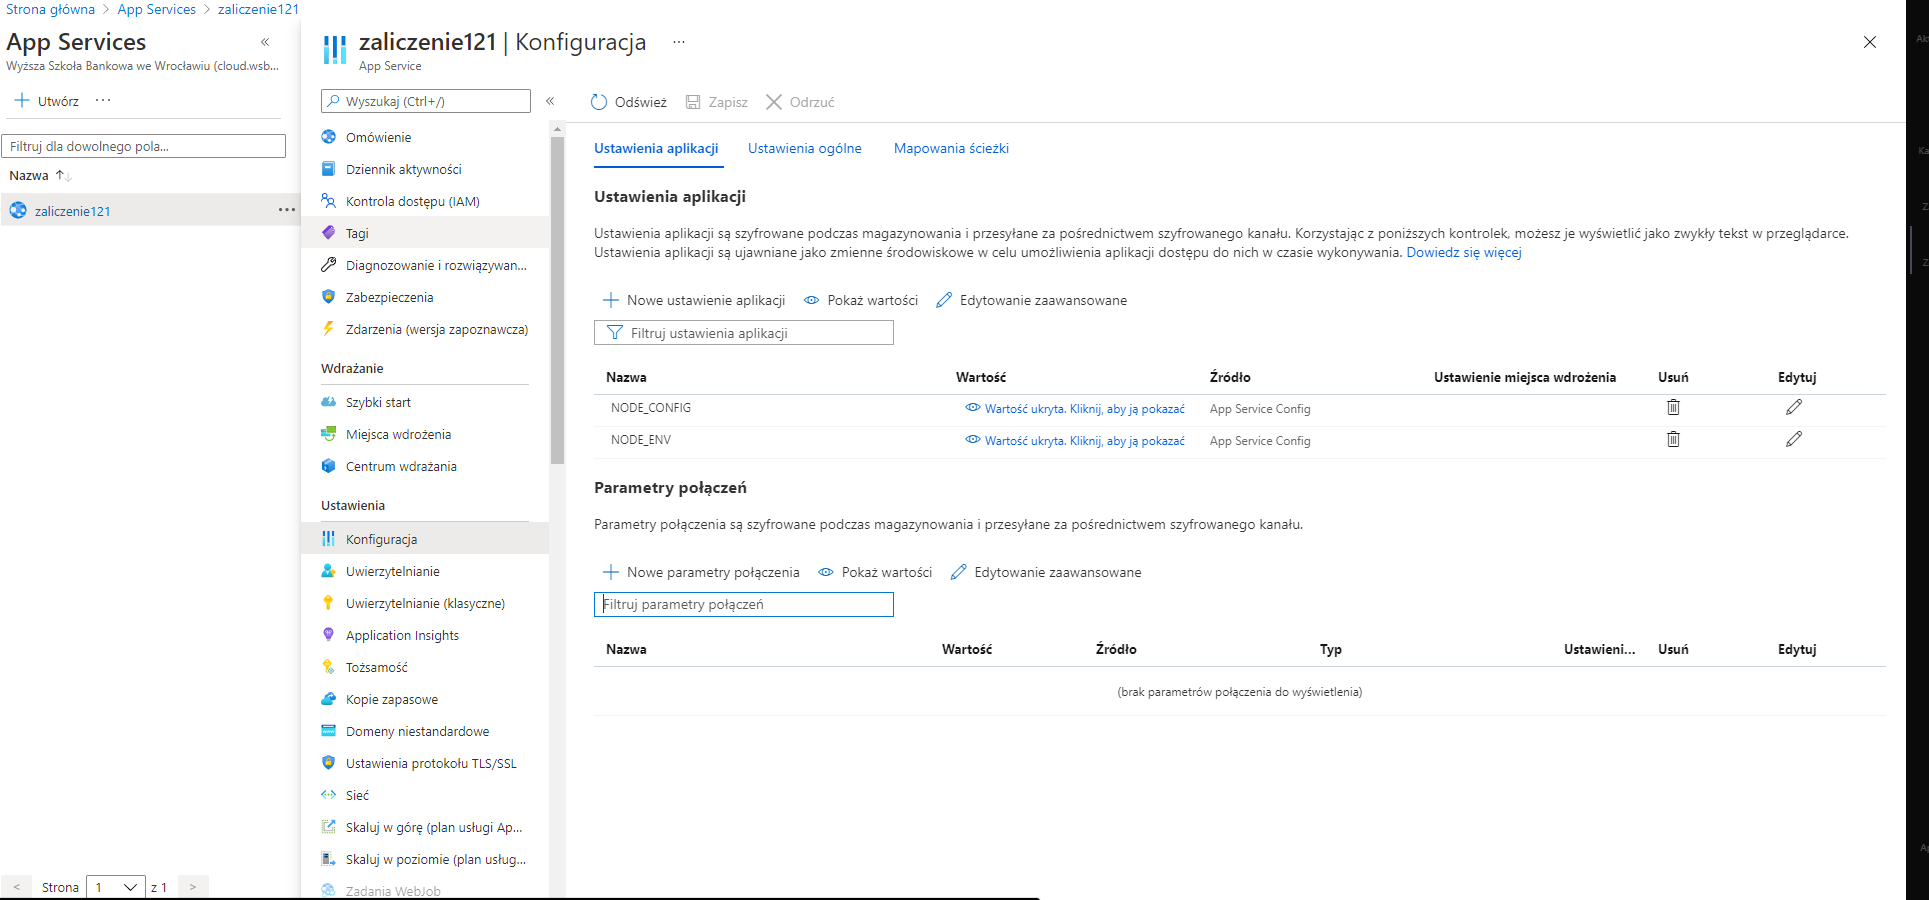 Strona główna > App Services > zaliczenie121
App Services «
Wyższa Szkoła Bankowa we Wrocławiu (cloud.wsb...
+ Utwórz ...
Filtruj dla dowolnego pola...
Nazwa ↑↓
zaliczenie121 ...
< Strona 1 z 1 >
zaliczenie121 | Konfiguracja ...
App Service
Wyszukaj (Ctrl+/) «
Omówienie
Dziennik aktywności
Kontrola dostępu (IAM)
Tagi
Diagnozowanie i rozwiązywan...
Zabezpieczenia
Zdarzenia (wersja zapoznawcza)
Wdrażanie
Szybki start
Miejsca wdrożenia
Centrum wdrażania
Ustawienia
Konfiguracja
Uwierzytelnianie
Uwierzytelnianie (klasyczne)
Application Insights
Tożsamość
Kopie zapasowe
Domeny niestandardowe
Ustawienia protokołu TLS/SSL
Sieć
Skaluj w górę (plan usługi Ap...
Skaluj w poziomie (plan usług...
Zadania WebJob
Odśwież Zapisz Odrzuć
Ustawienia aplikacji Ustawienia ogólne Mapowania ścieżki
Ustawienia aplikacji
Ustawienia aplikacji są szyfrowane podczas magazynowania i przesyłane za pośrednictwem szyfrowanego kanału. Korzystając z poniższych kontrolek, możesz je wyświetlić jako zwykły tekst w przeglądarce.
Ustawienia aplikacji są ujawniane jako zmienne środowiskowe w celu umożliwienia aplikacji dostępu do nich w czasie wykonywania. Dowiedz się więcej
+ Nowe ustawienie aplikacji Pokaż wartości Edytowanie zaawansowane
Filtruj ustawienia aplikacji
Nazwa Wartość Źródło Ustawienie miejsca wdrożenia Usuń Edytuj
NODE_CONFIG Wartość ukryta. Kliknij, aby ją pokazać App Service Config
NODE_ENV Wartość ukryta. Kliknij, aby ją pokazać App Service Config
Parametry połączeń
Parametry połączenia są szyfrowane podczas magazynowania i przesyłane za pośrednictwem szyfrowanego kanału.
+ Nowe parametry połączenia Pokaż wartości Edytowanie zaawansowane
Filtruj parametry połączeń
Nazwa Wartość Źródło Typ Ustawieni... Usuń Edytuj
(brak parametrów połączenia do wyświetlenia)